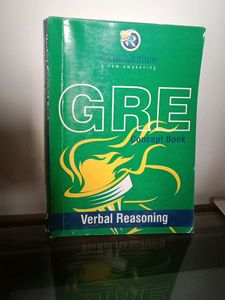 a new awakening
GRE
Concept Book
Verbal Reasoning